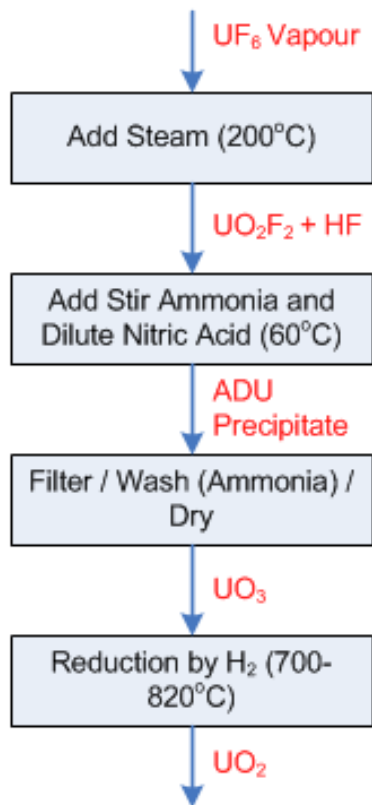 UF₆ Vapour
Add Steam (200°C)
UO₂F₂ + HF
Add Stir Ammonia and
Dilute Nitric Acid (60°C)
ADU
Precipitate
Filter / Wash (Ammonia) /
Dry
UO₃
Reduction by H₂ (700-
820°C)
UO₂